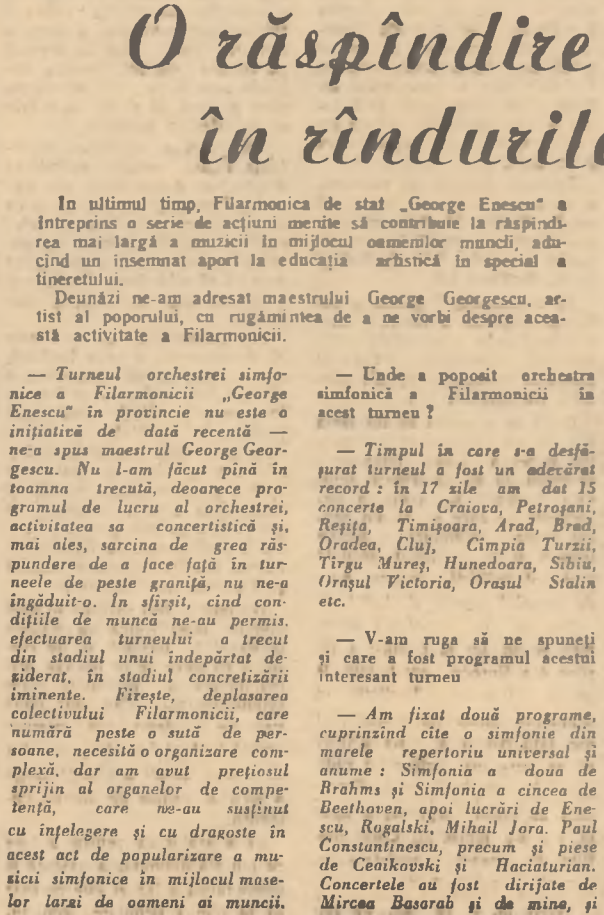 O răspîndire
în rîndurile
In ultimul timp, Filarmonica de stat „George Enescu" a
întreprins o serie de acțiuni menite să contribuie la răspîndi-
rea mai largă a muzicii în mijlocul oamenilor muncii, adu-
cînd un însemnat aport la educația artistică în special a
tineretului.
Deunăzi ne-am adresat maestrului George Georgescu, ar-
tist al poporului, cu rugămintea de a ne vorbi despre acea-
stă activitate a Filarmonicii.
— Turneul orchestrei simfo-
nice a Filarmonicii „George
Enescu" în provincie nu este o
inițiativă de dată recentă —
ne-a spus maestrul George Geor-
gescu. Nu l-am făcut pînă în
toamna trecută, deoarece pro-
gramul de lucru al orchestrei,
activitatea sa concertistică și,
mai ales, sarcina de grea răs-
pundere de a face față în tur-
neele de peste graniță, nu ne-a
îngăduit-o. În sfîrșit, cînd con-
dițiile de muncă ne-au permis.
efectuarea turneului a trecut
din stadiul unui îndepărtat de-
ziderat, în stadiul concretizării
iminente. Firește, deplasarea
colectivului Filarmonicii, care
numără peste o sută de per-
soane, necesită o organizare com-
plexă, dar am avut prețiosul
sprijin al organelor de compe-
tență, care ne-au susținut
cu înțelegere și cu dragoste în
acest act de popularizare a mu-
zicii simfonice în mijlocul mase-
lor largi de oameni ai muncii.
— Unde a poposit orchestra
simfonică a Filarmonicii în
acest turneu ?
— Timpul în care s-a desfă-
șurat turneul a fost un adevărat
record : în 17 zile am dat 15
concerte la Craiova, Petroșani,
Reșița, Timișoara, Arad, Brad,
Oradea, Cluj, Cîmpia Turzii,
Tîrgu Mureș, Hunedoara, Sibiu,
Orașul Victoria, Orașul Stalin
etc.
— V-am ruga să ne spuneți
și care a fost programul acestui
interesant turneu
— Am fixat două programe,
cuprinzînd cîte o simfonie din
marele repertoriu universal și
anume : Simfonia a doua de
Brahms și Simfonia a cincea de
Beethoven, apoi lucrări de Ene-
scu, Rogalski, Mihail Jora. Paul
Constantinescu, precum și piese
de Ceaikovski și Haciaturian.
Concertele au fost dirijate de
Mircea Basarab și de mine, și